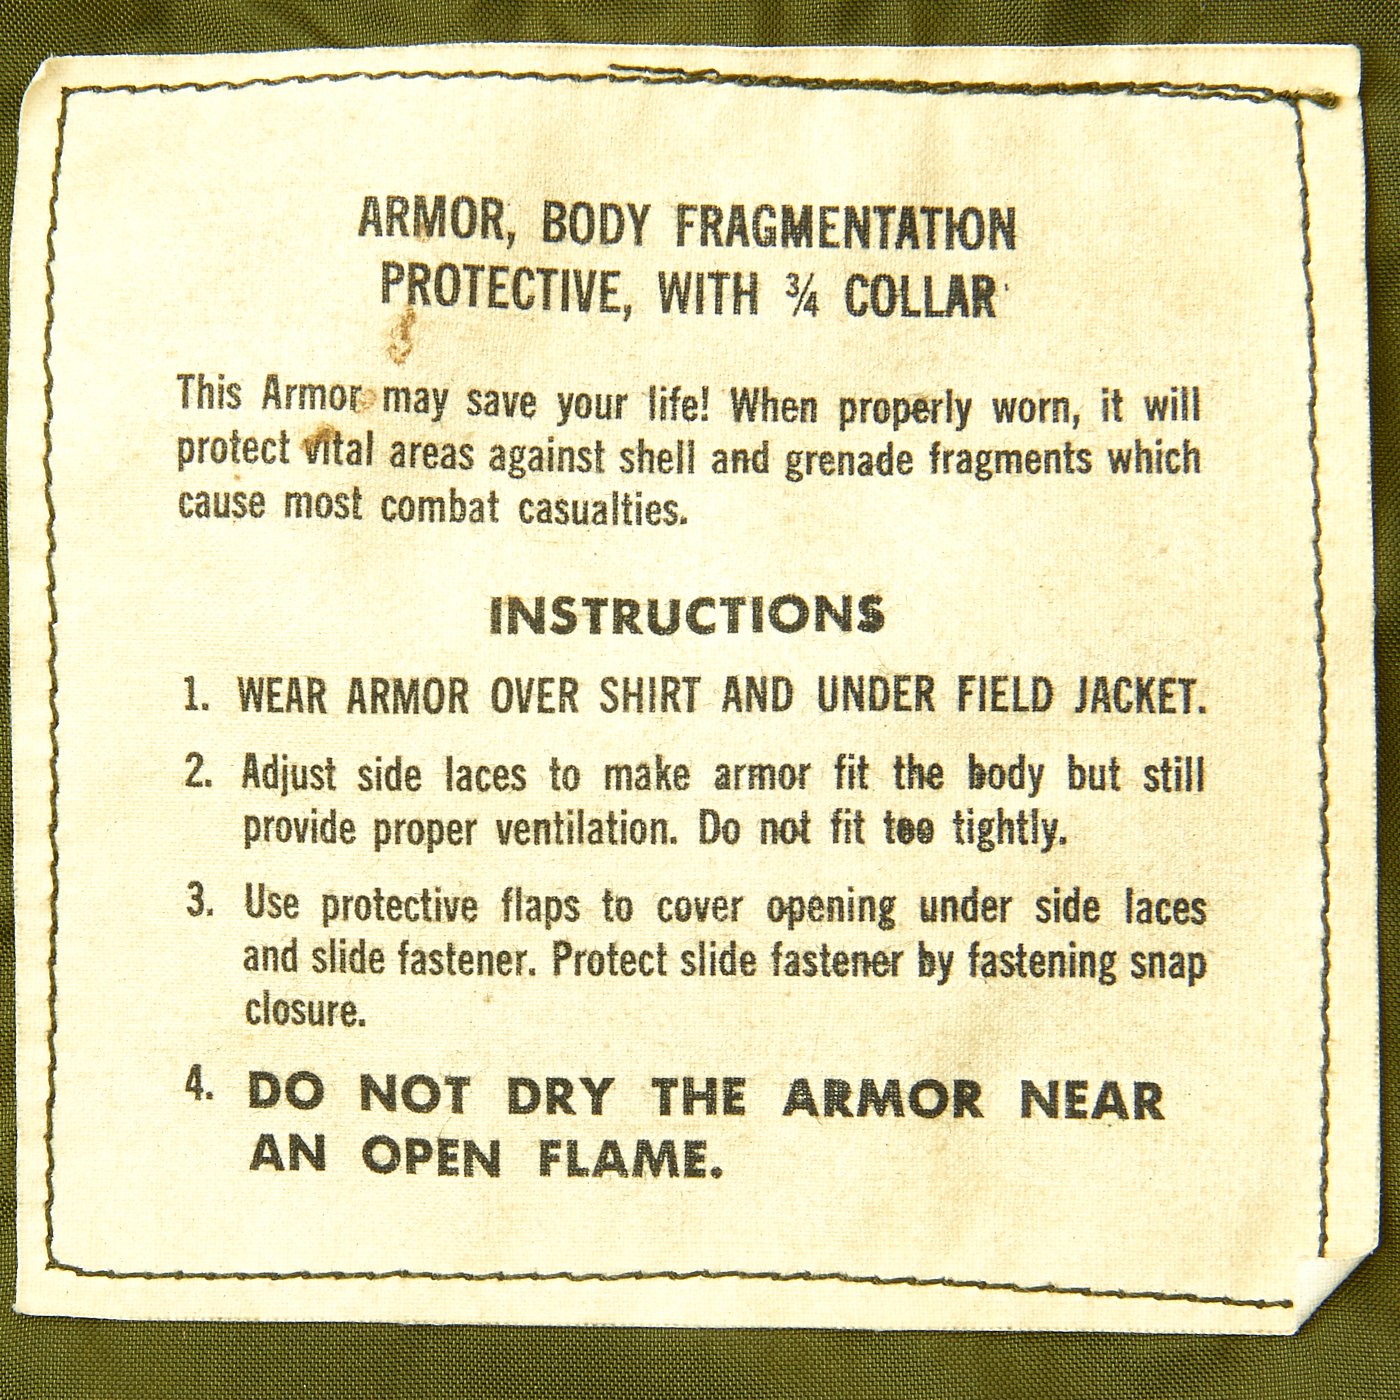 ARMOR, BODY FRAGMENTATION
PROTECTIVE, WITH ¾ COLLAR
This Armor may save your life! When properly worn, it will
protect vital areas against shell and grenade fragments which
cause most combat casualties.
INSTRUCTIONS
1. WEAR ARMOR OVER SHIRT AND UNDER FIELD JACKET.
2. Adjust side laces to make armor fit the body but still
provide proper ventilation. Do not fit too tightly.
3. Use protective flaps to cover opening under side laces
and slide fastener. Protect slide fastener by fastening snap
closure.
4. DO NOT DRY THE ARMOR NEAR
AN OPEN FLAME.